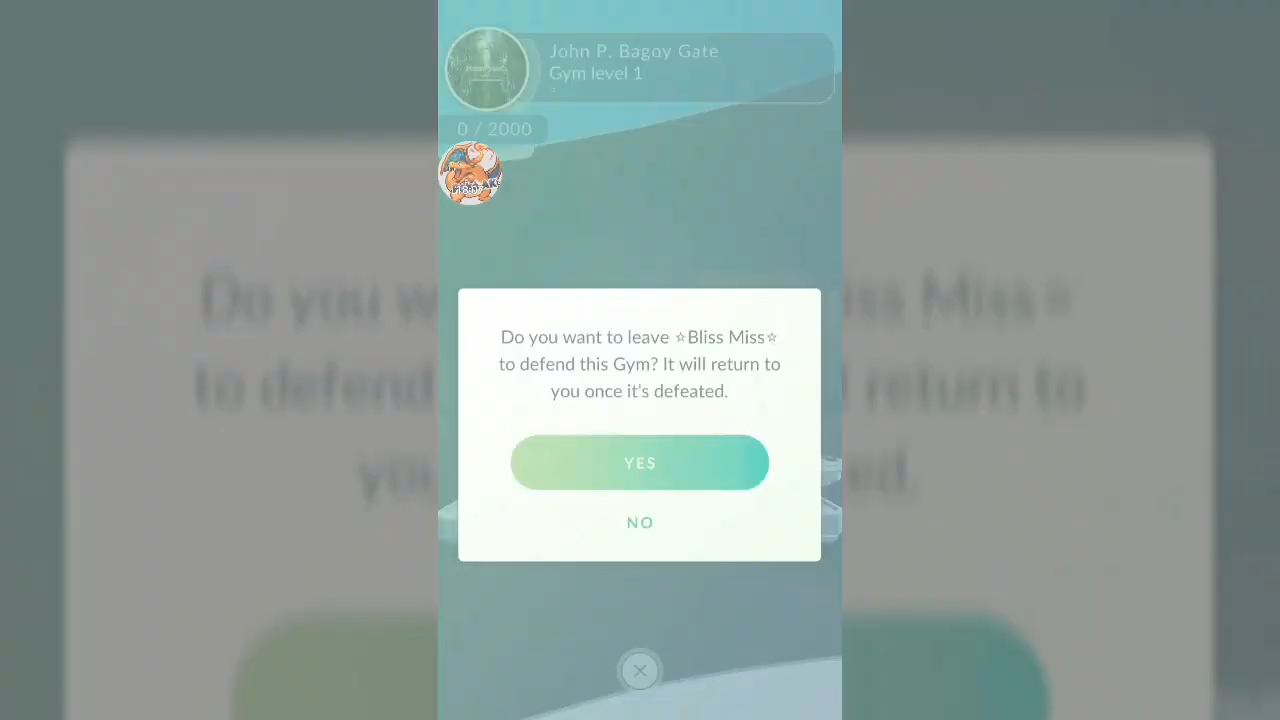 John P. Bagoy Gate
Gym level 1
0 / 2000
Do you want to leave ☆Bliss Miss☆
to defend this Gym? It will return to
you once it's defeated.
YES
NO